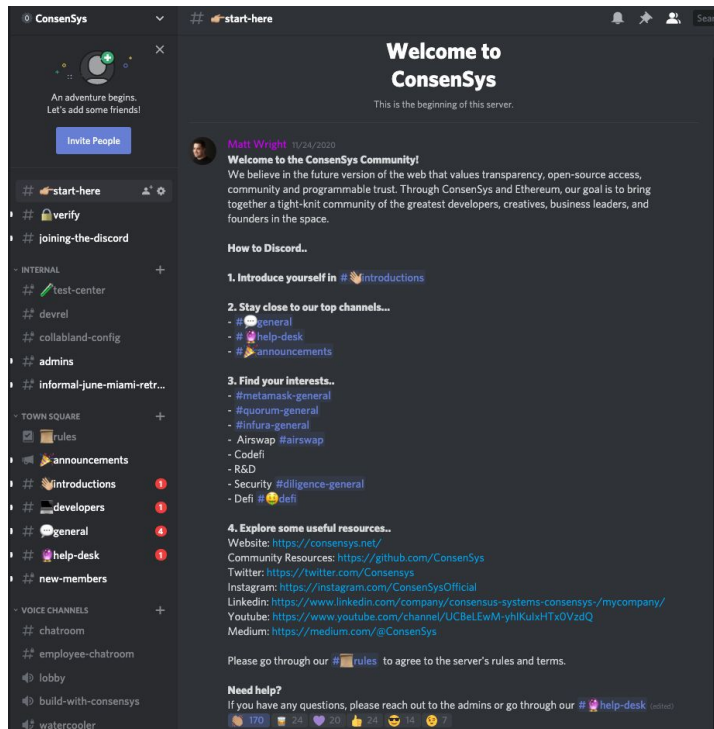 ConsenSys
An adventure begins.
Let's add some friends!
Invite People
# 👉start-here
# 🔒verify
# joining-the-discord
INTERNAL
# 🧪test-center
# devrel
# collabland-config
# admins
# informal-june-miami-retr...
TOWN SQUARE
📜rules
🎉announcements
# 👋introductions 1
# 💻developers 1
# 💬general 4
# 🔮help-desk 1
# new-members
VOICE CHANNELS
# chatroom
# employee-chatroom
lobby
build-with-consensys
watercooler
# 👉start-here
Sear
Welcome to
ConsenSys
This is the beginning of this server.
Matt Wright 11/24/2020
Welcome to the ConsenSys Community!
We believe in the future version of the web that values transparency, open-source access,
community and programmable trust. Through ConsenSys and Ethereum, our goal is to bring
together a tight-knit community of the greatest developers, creatives, business leaders, and
founders in the space.
How to Discord..
1. Introduce yourself in #👋introductions
2. Stay close to our top channels...
- #💬general
- #🔮help-desk
- #🎉announcements
3. Find your interests..
- #metamask-general
- #quorum-general
- #infura-general
- Airswap #airswap
- Codefi
- R&D
- Security #diligence-general
- Defi #🤑defi
4. Explore some useful resources..
Website: https://consensys.net/
Community Resources: https://github.com/ConsenSys
Twitter: https://twitter.com/Consensys
Instagram: https://instagram.com/ConsenSysOfficial
Linkedin: https://www.linkedin.com/company/consensus-systems-consensys-/mycompany/
Youtube: https://www.youtube.com/channel/UCBeLEwM-yhIKuIxHTx0VzdQ
Medium: https://medium.com/@ConsenSys
Please go through our #📜rules to agree to the server's rules and terms.
Need help?
If you have any questions, please reach out to the admins or go through our #🔮help-desk (edited)
👋 170 🥃 24 💜 20 👍 24 😎 14 😉 7